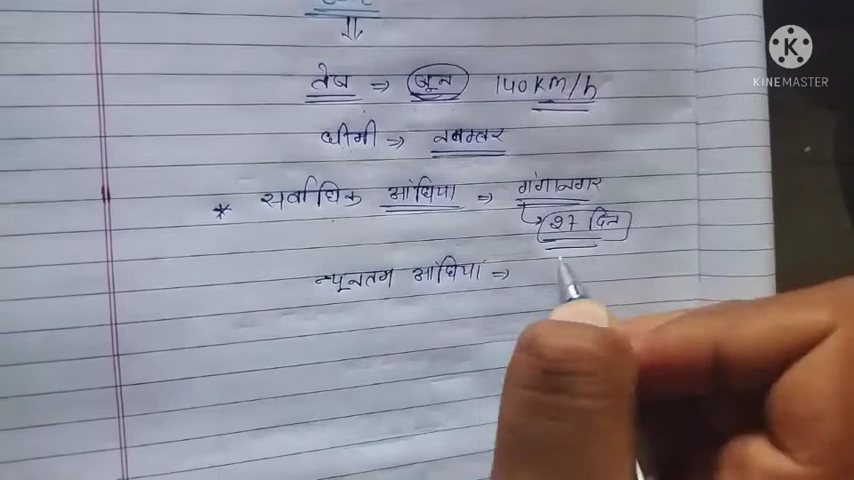 तेज ⇒ जून 140 KM/h
धीमी ⇒ नवम्बर
* सर्वाधिक आंधिया ⇒ गंगानगर
↳ 27 दिन
न्यूनतम आंधियां ⇒
K
KINEMASTER